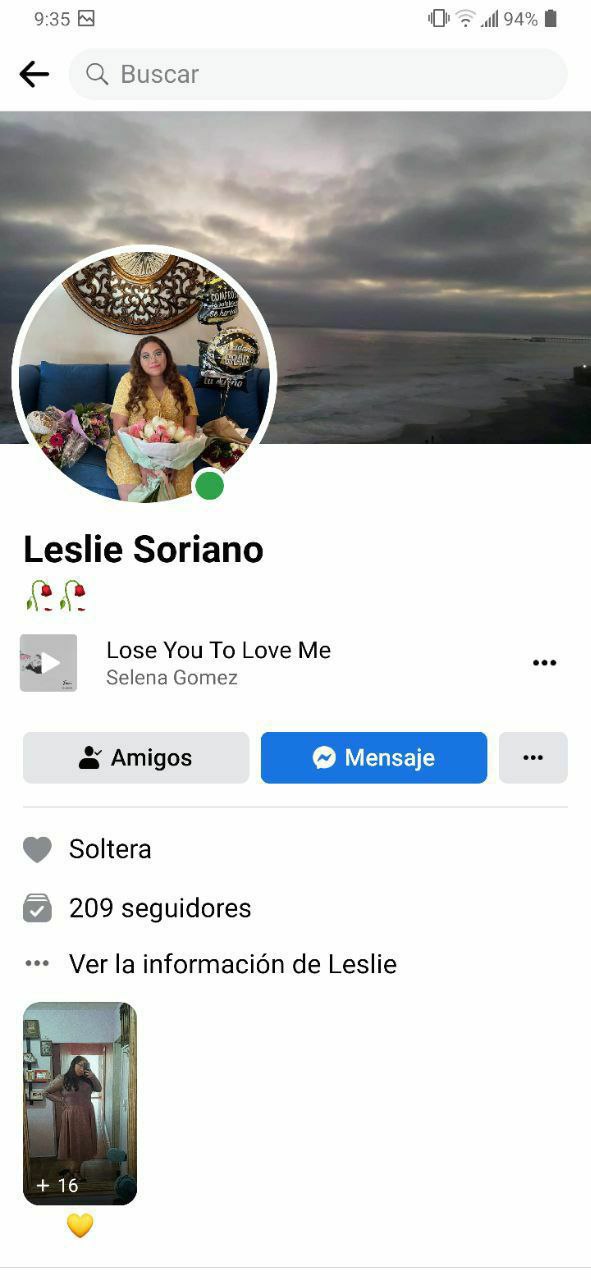 9:35
94%
Buscar
Leslie Soriano
Lose You To Love Me
Selena Gomez
Amigos
Mensaje
Soltera
209 seguidores
Ver la información de Leslie
+ 16